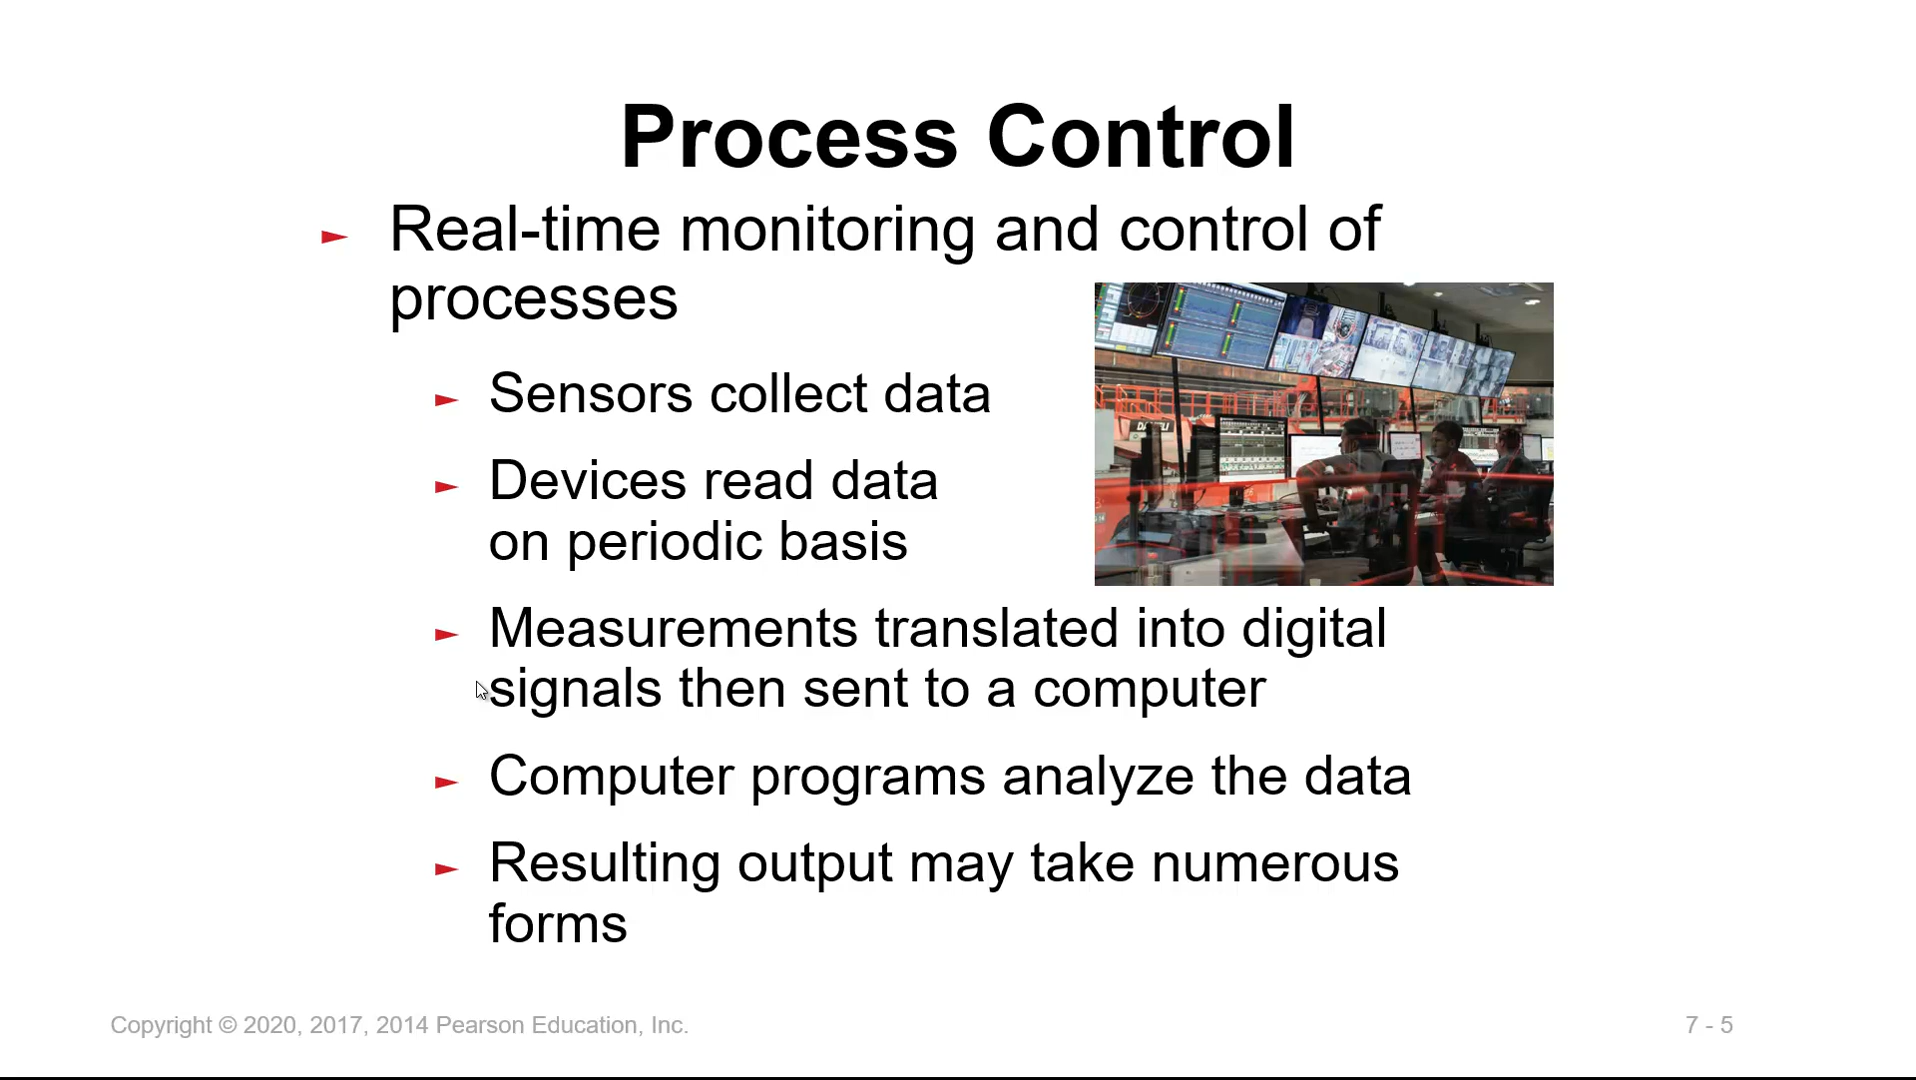 Process Control
Real-time monitoring and control of
processes
Sensors collect data
Devices read data
on periodic basis
Measurements translated into digital
signals then sent to a computer
Computer programs analyze the data
Resulting output may take numerous
forms
Copyright © 2020, 2017, 2014 Pearson Education, Inc.
7 - 5